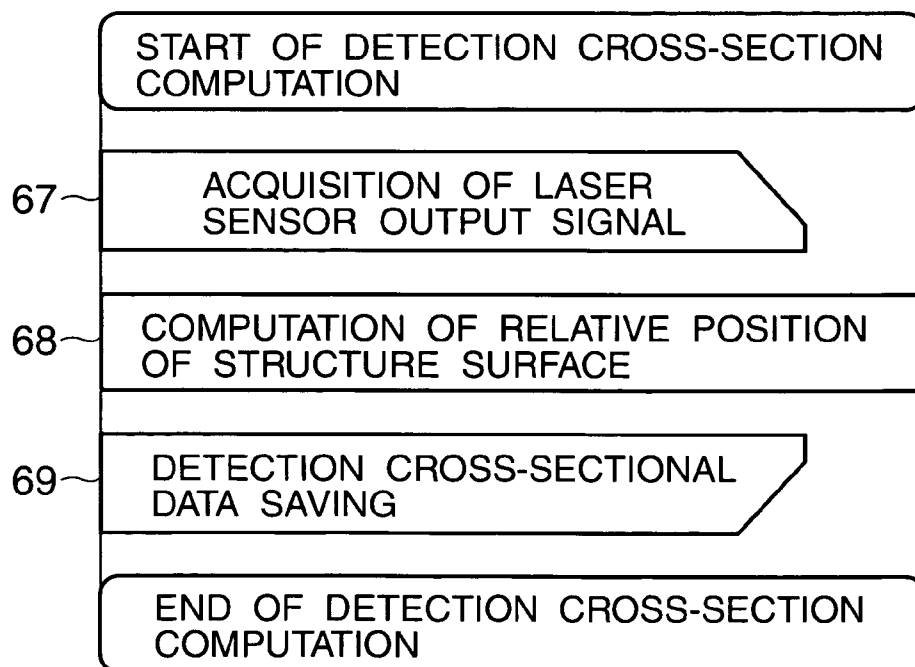 START OF DETECTION CROSS-SECTION
COMPUTATION
67
ACQUISITION OF LASER
SENSOR OUTPUT SIGNAL
68
COMPUTATION OF RELATIVE POSITION
OF STRUCTURE SURFACE
69
DETECTION CROSS-SECTIONAL
DATA SAVING
END OF DETECTION CROSS-SECTION
COMPUTATION